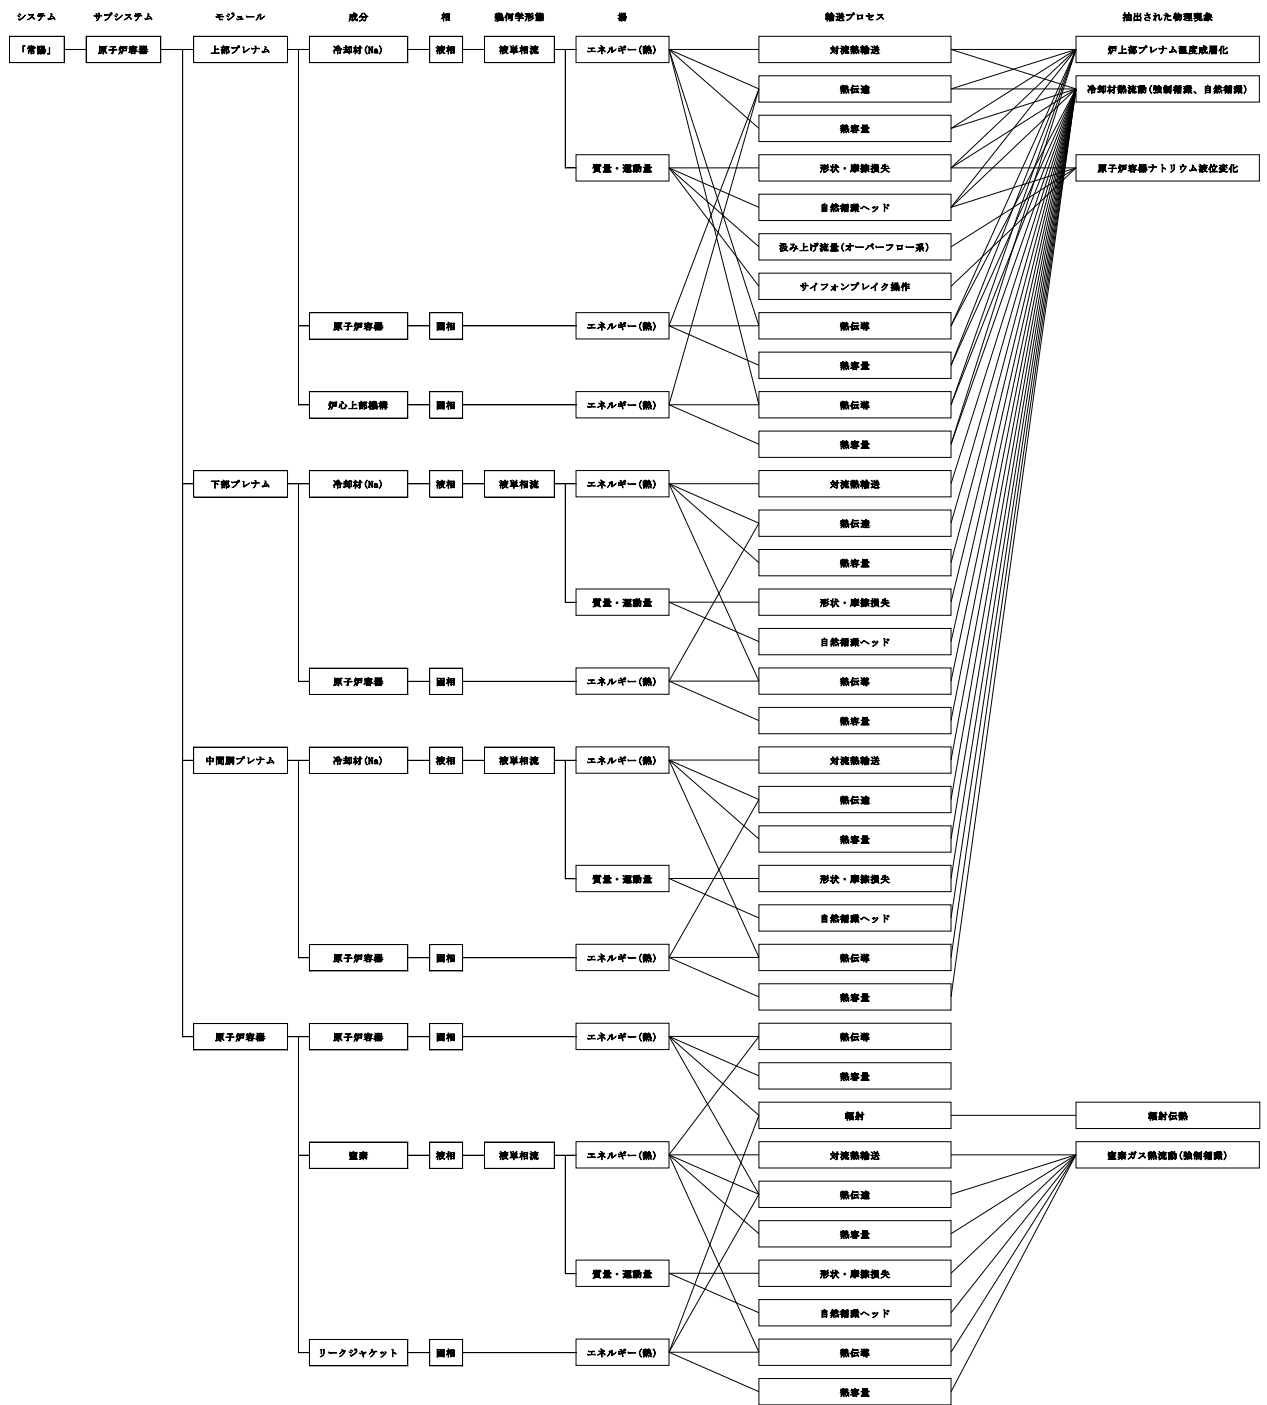 システム サブシステム モジュール 成分 相 幾何学形態 場 輸送プロセス 抽出された物理現象
「常陽」 原子炉容器 上部プレナム 冷却材(Na) 液相 液単相流 エネルギー(熱) 対流熱輸送 炉上部プレナム温度成層化
熱伝達 冷却材熱流動(強制循環、自然循環)
熱容量
質量・運動量 形状・摩擦損失 原子炉容器ナトリウム液位変化
自然循環ヘッド
汲み上げ流量(オーバーフロー系)
サイフォンブレイク操作
原子炉容器 固相 エネルギー(熱) 熱伝導
熱容量
炉心上部機構 固相 エネルギー(熱) 熱伝導
熱容量
下部プレナム 冷却材(Na) 液相 液単相流 エネルギー(熱) 対流熱輸送
熱伝達
熱容量
質量・運動量 形状・摩擦損失
自然循環ヘッド
原子炉容器 固相 エネルギー(熱) 熱伝導
熱容量
中間胴プレナム 冷却材(Na) 液相 液単相流 エネルギー(熱) 対流熱輸送
熱伝達
熱容量
質量・運動量 形状・摩擦損失
自然循環ヘッド
原子炉容器 固相 エネルギー(熱) 熱伝導
熱容量
原子炉容器 原子炉容器 固相 エネルギー(熱) 熱伝導
熱容量
輻射 輻射伝熱
窒素 液相 液単相流 エネルギー(熱) 対流熱輸送 窒素ガス熱流動(強制循環)
熱伝達
熱容量
質量・運動量 形状・摩擦損失
自然循環ヘッド
リークジャケット 固相 エネルギー(熱) 熱伝導
熱容量